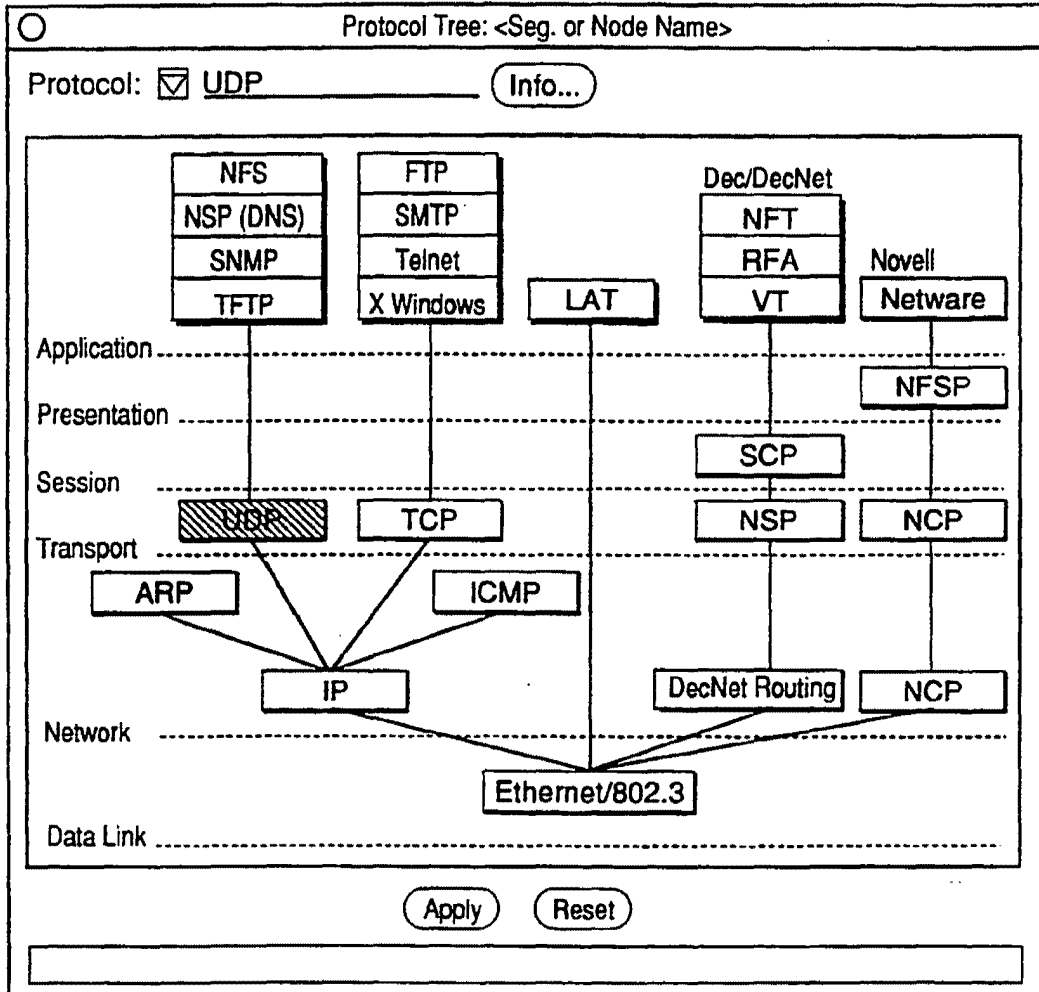 Protocol Tree: <Seg. or Node Name>
Protocol: UDP Info...
NFS
NSP (DNS)
SNMP
TFTP
FTP
SMTP
Telnet
X Windows
LAT
Dec/DecNet
NFT
RFA
VT
Novell
Netware
Application
NFSP
Presentation
SCP
Session
UDP
TCP
NSP
NCP
Transport
ARP
ICMP
IP
DecNet Routing
NCP
Network
Ethernet/802.3
Data Link
Apply
Reset